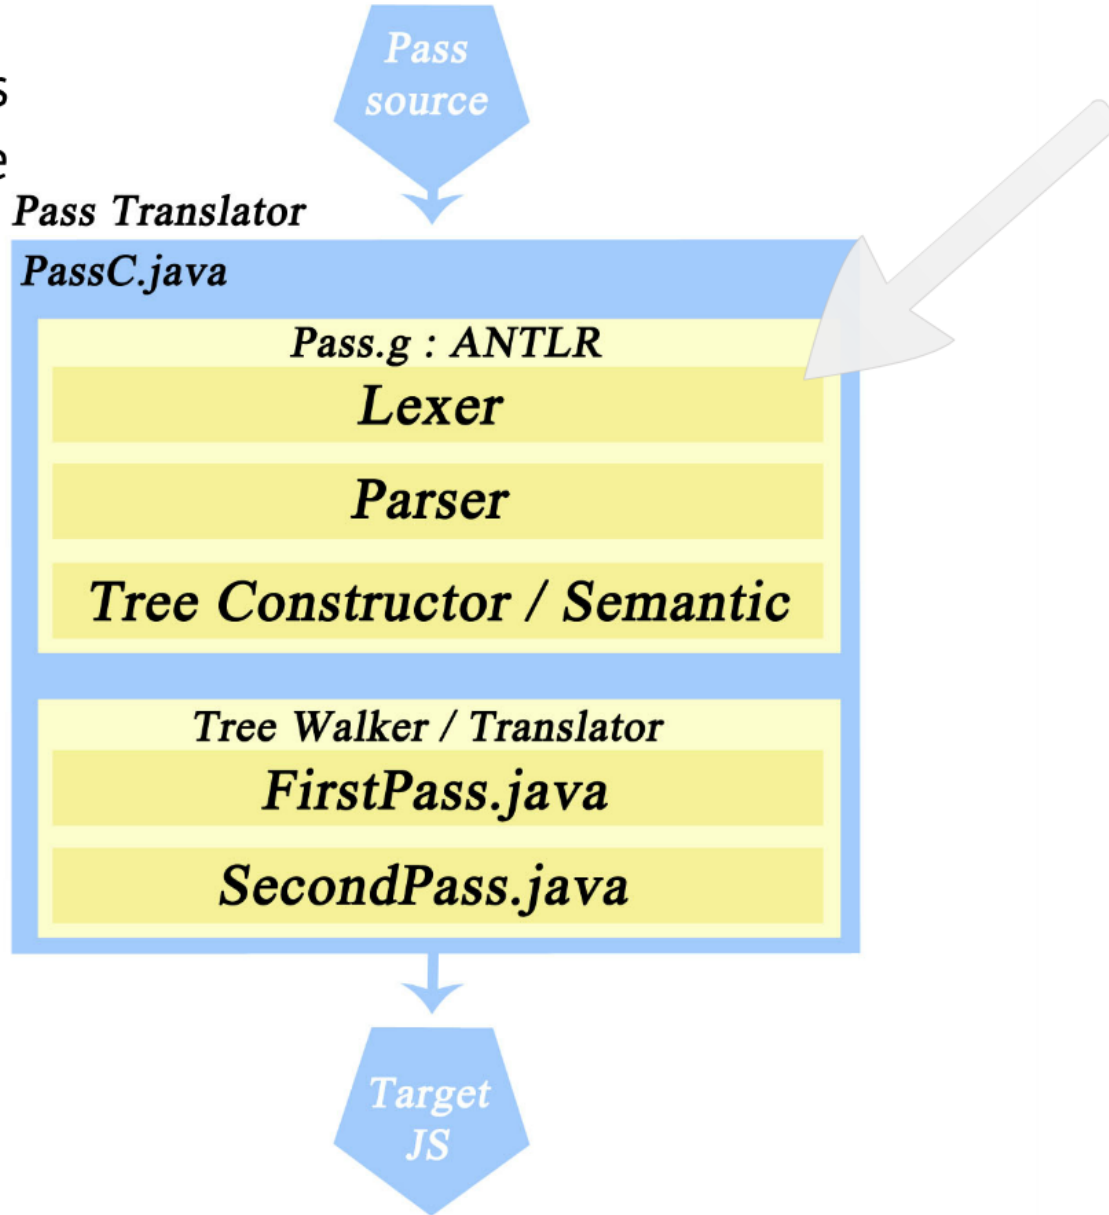 Pass
source
s
e
Pass Translator
PassC.java
Pass.g : ANTLR
Lexer
Parser
Tree Constructor / Semantic
Tree Walker / Translator
FirstPass.java
SecondPass.java
Target
JS